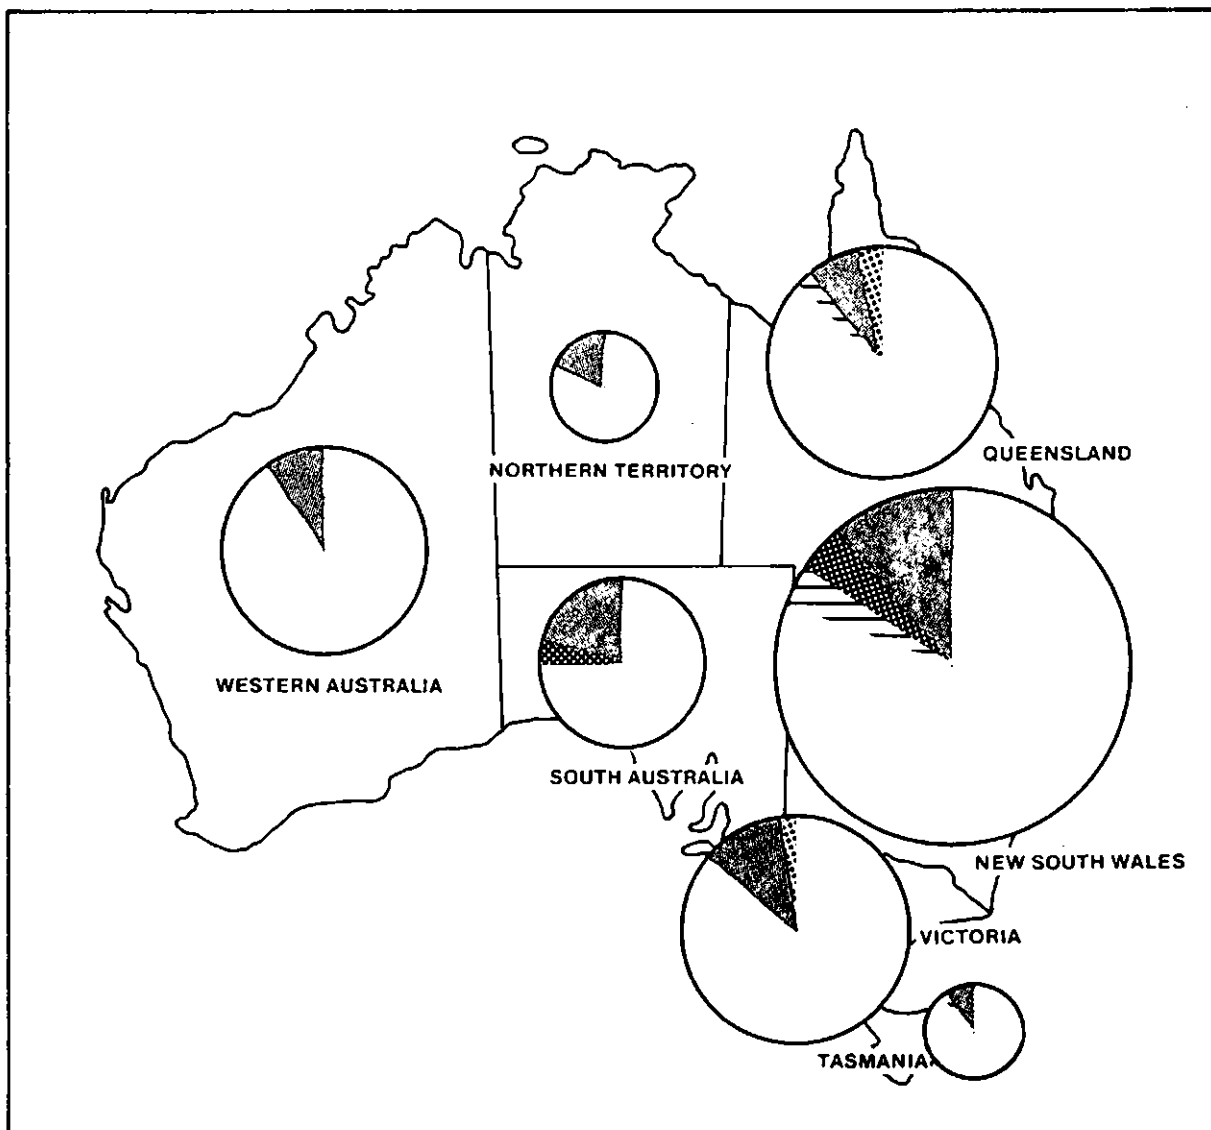 QUEENSLAND
NORTHERN TERRITORY
WESTERN AUSTRALIA
SOUTH AUSTRALIA
NEW SOUTH WALES
VICTORIA
TASMANIA